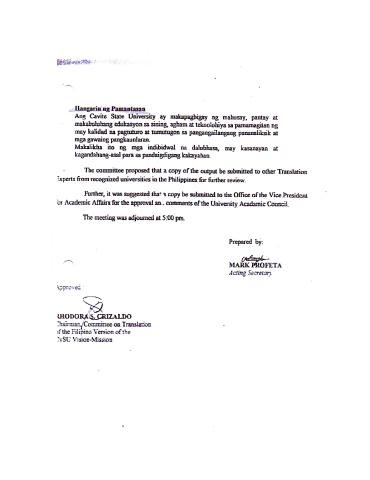 Hangarin ng Pamantasan
Ang Cavite State University ay makapagbigay ng mahusay, pantay at
makabuluhang edukasyon sa sining, agham at teknolohiya sa pamamagitan ng
may kalidad na pagtuturo at tumutugon sa pangangailangang pananaliksik at
mga gawaing pangkaunlaran.
Makalikha ito ng mga indibidwal na dalubhasa, may kasanayan at
kagandahang-asal para sa pandaigdigang kakayahan.
The committee proposed that a copy of the output be submitted to other Translation
Experts from recognized universities in the Philippines for further review.
Further, it was suggested that a copy be submitted to the Office of the Vice President
for Academic Affairs for the approval an. comments of the University Academic Council.
The meeting was adjourned at 5:00 pm.
Prepared by:
MARK PROFETA
Acting Secretary
Approved
RHODORA S. CRIZALDO
Chairman, Committee on Translation
of the Filipino Version of the
CvSU Vision-Mission